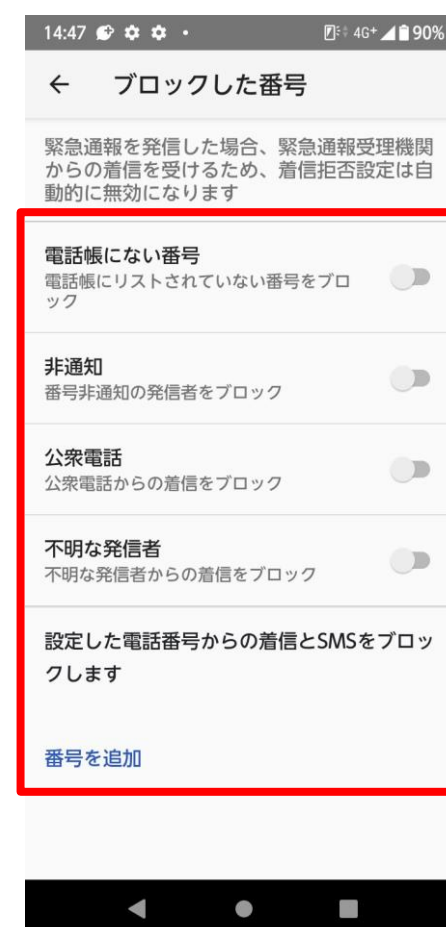 14:47 4G+ 90%
ブロックした番号
緊急通報を発信した場合、緊急通報受理機関
からの着信を受けるため、着信拒否設定は自
動的に無効になります
電話帳にない番号
電話帳にリストされていない番号をブロ
ック
非通知
番号非通知の発信者をブロック
公衆電話
公衆電話からの着信をブロック
不明な発信者
不明な発信者からの着信をブロック
設定した電話番号からの着信とSMSをブロッ
クします
番号を追加